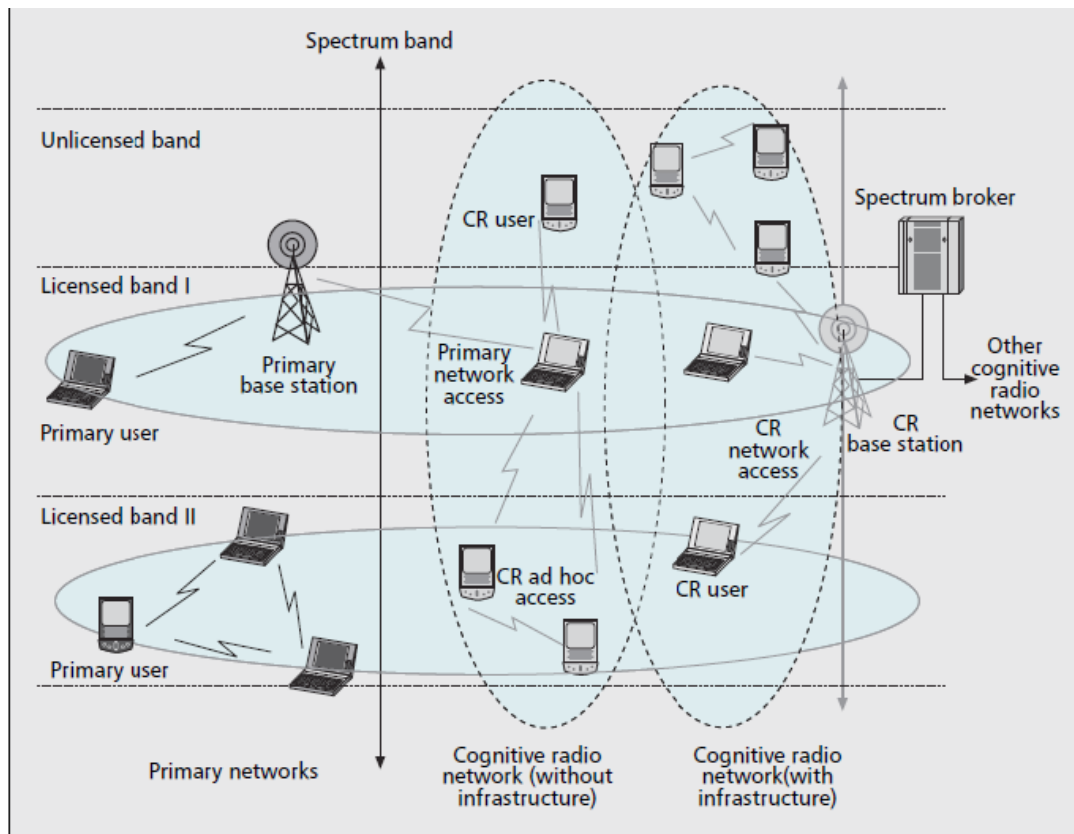 Spectrum band
Unlicensed band
CR user
Spectrum broker
Licensed band I
Primary
base station
Primary
network
access
Other
cognitive
radio
networks
Primary user
CR
network
access
CR
base station
Licensed band II
CR ad hoc
access
CR user
Primary user
Primary networks
Cognitive radio
network (without
infrastructure)
Cognitive radio
network(with
infrastructure)